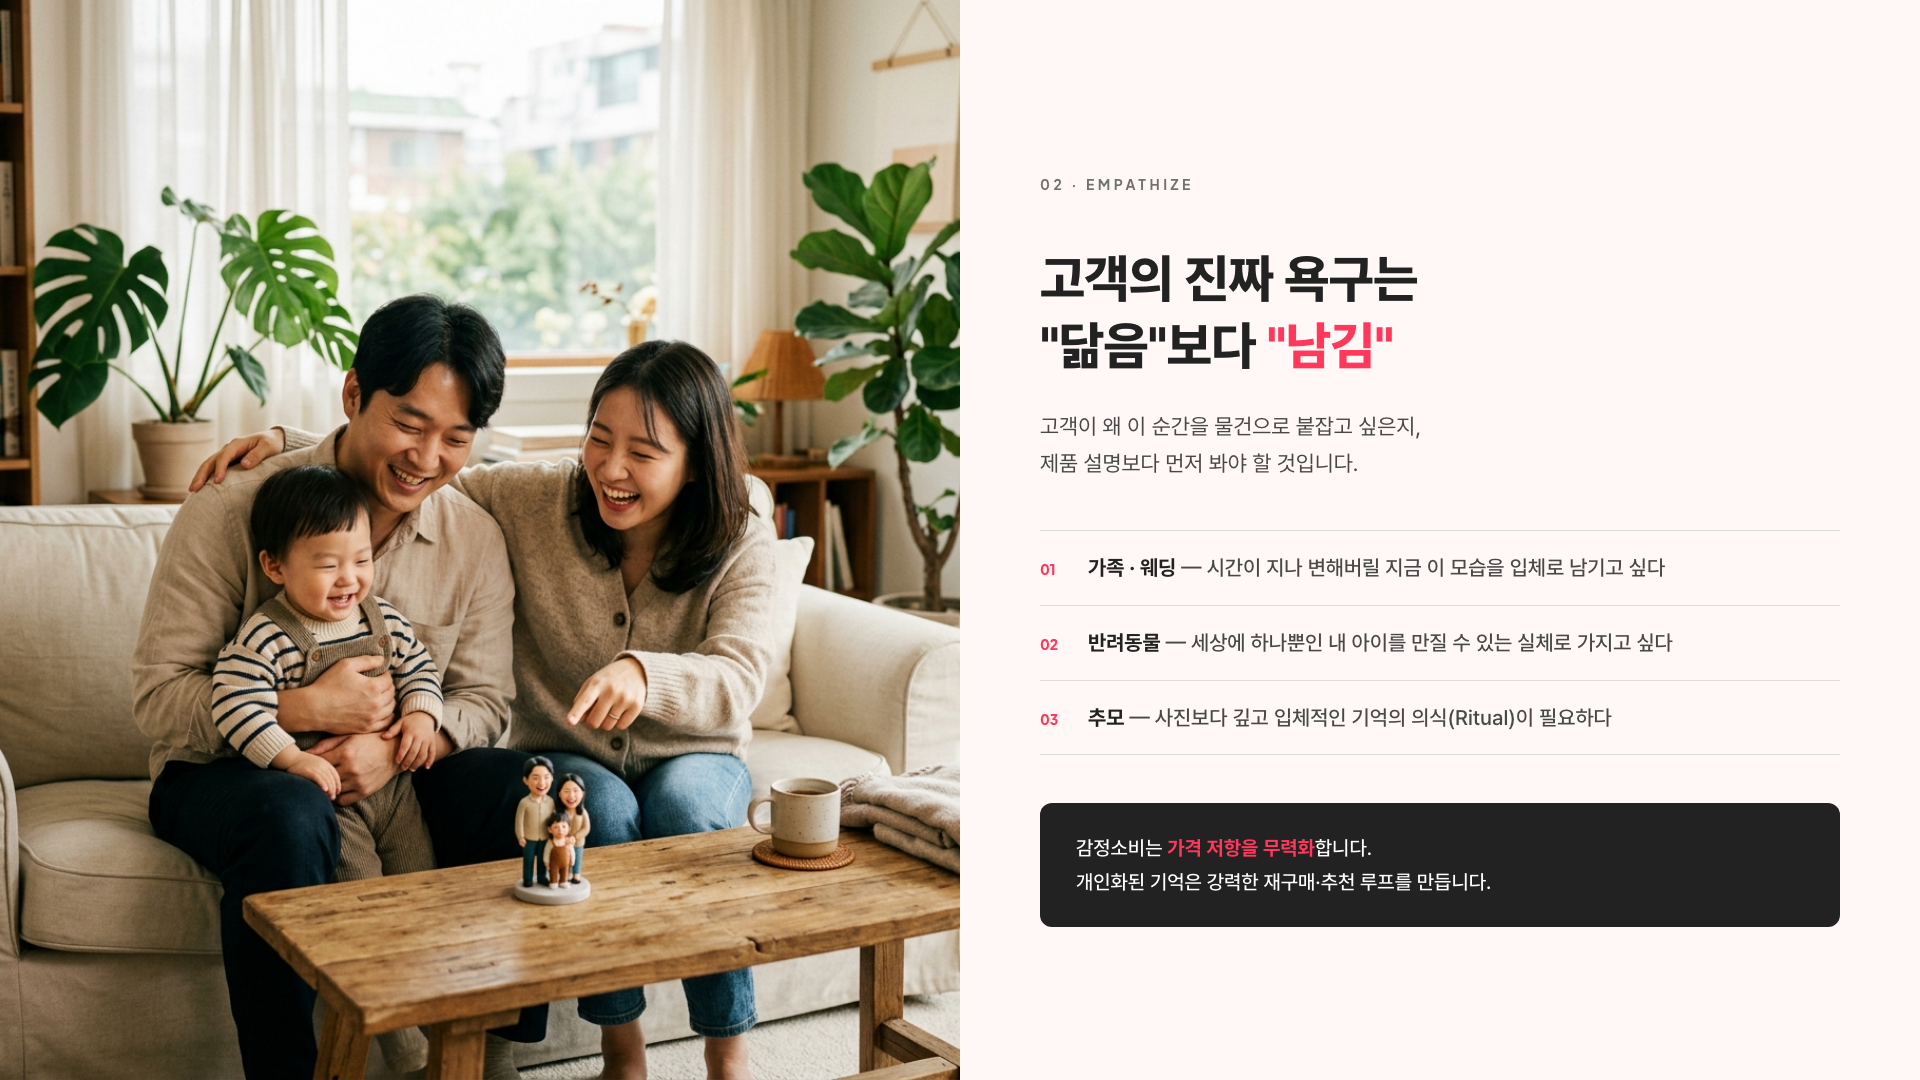 02 · EMPATHIZE
고객의 진짜 욕구는
"닮음"보다 "남김"
고객이 왜 이 순간을 물건으로 붙잡고 싶은지,
제품 설명보다 먼저 봐야 할 것입니다.
01 가족 · 웨딩 — 시간이 지나 변해버릴 지금 이 모습을 입체로 남기고 싶다
02 반려동물 — 세상에 하나뿐인 내 아이를 만질 수 있는 실체로 가지고 싶다
03 추모 — 사진보다 깊고 입체적인 기억의 의식(Ritual)이 필요하다
감정소비는 가격 저항을 무력화합니다.
개인화된 기억은 강력한 재구매·추천 루프를 만듭니다.